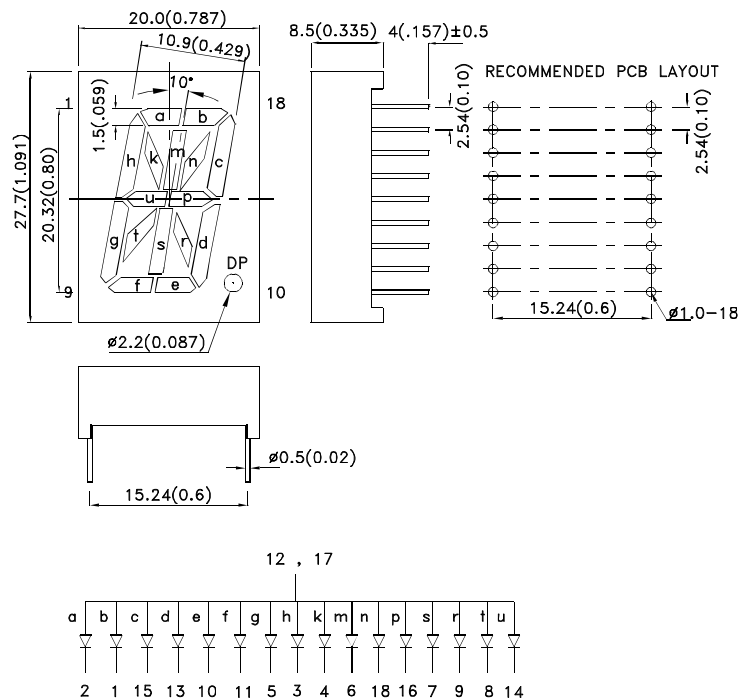 20.0(0.787)
10.9(0.429)
8.5(0.335)
4(.157)±0.5
RECOMMENDED PCB LAYOUT
10°
1
18
1.5(.059)
a
b
h
k
m
n
c
u
p
g
t
s
r
d
f
e
DP
9
10
27.7(1.091)
20.32(0.80)
2.54(0.10)
2.54(0.10)
15.24(0.6)
ø1.0-18
ø2.2(0.087)
ø0.5(0.02)
15.24(0.6)
12 , 17
a b c d e f g h k m n p s r t u
2 1 15 13 10 11 5 3 4 6 18 16 7 9 8 14